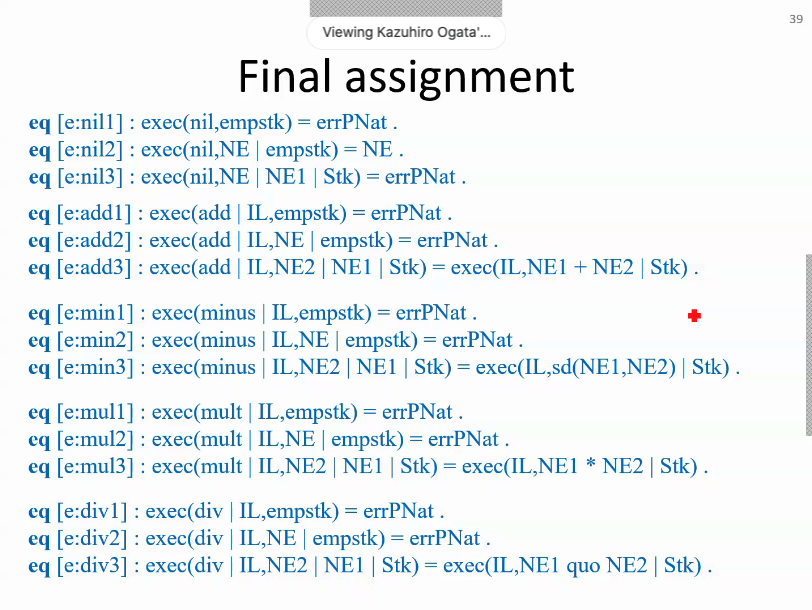 39
Viewing Kazuhiro Ogata'...
Final assignment
eq [e:nil1] : exec(nil,empstk) = errPNat .
eq [e:nil2] : exec(nil,NE | empstk) = NE .
eq [e:nil3] : exec(nil,NE | NE1 | Stk) = errPNat .
eq [e:add1] : exec(add | IL,empstk) = errPNat .
eq [e:add2] : exec(add | IL,NE | empstk) = errPNat .
eq [e:add3] : exec(add | IL,NE2 | NE1 | Stk) = exec(IL,NE1 + NE2 | Stk) .
eq [e:min1] : exec(minus | IL,empstk) = errPNat .
eq [e:min2] : exec(minus | IL,NE | empstk) = errPNat .
eq [e:min3] : exec(minus | IL,NE2 | NE1 | Stk) = exec(IL,sd(NE1,NE2) | Stk) .
eq [e:mul1] : exec(mult | IL,empstk) = errPNat .
eq [e:mul2] : exec(mult | IL,NE | empstk) = errPNat .
eq [e:mul3] : exec(mult | IL,NE2 | NE1 | Stk) = exec(IL,NE1 * NE2 | Stk) .
eq [e:div1] : exec(div | IL,empstk) = errPNat .
eq [e:div2] : exec(div | IL,NE | empstk) = errPNat .
eq [e:div3] : exec(div | IL,NE2 | NE1 | Stk) = exec(IL,NE1 quo NE2 | Stk) .